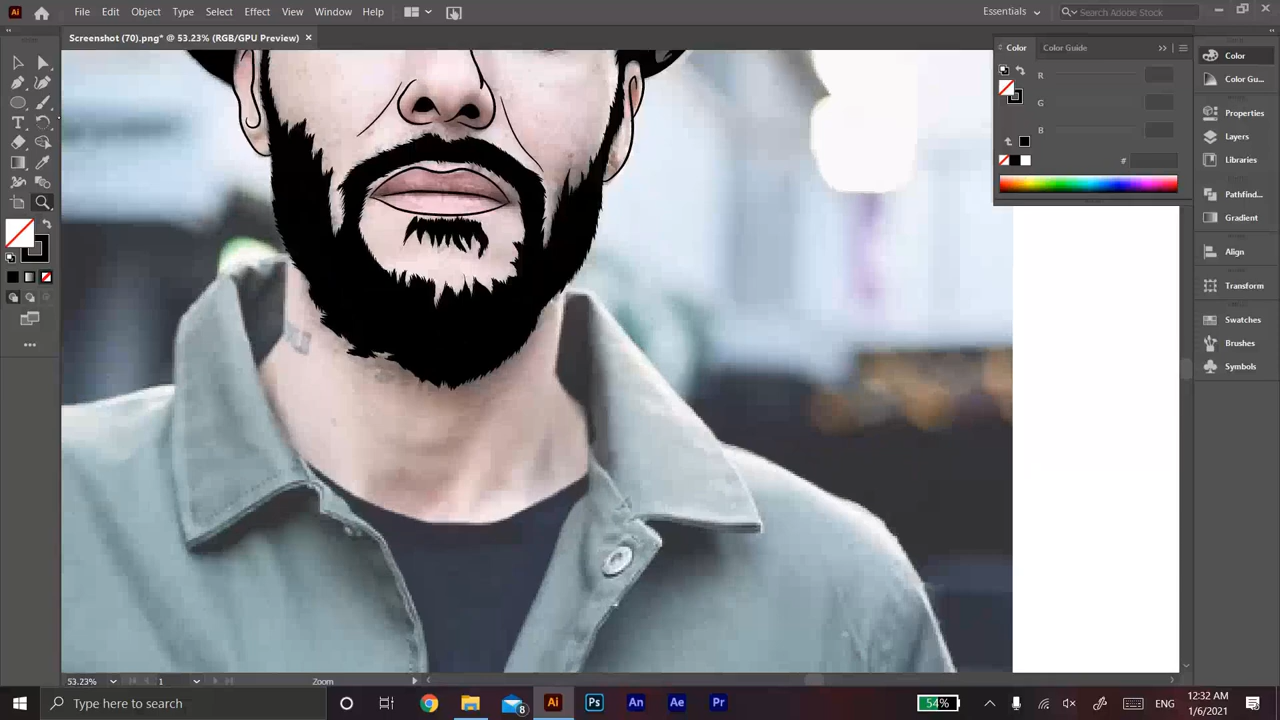 Ai File Edit Object Type Select Effect View Window Help Essentials Search Adobe Stock
Screenshot (70).png* @ 53.23% (RGB/GPU Preview) ×
Color Color Guide
R
G
B
#
Color
Color Gu...
Properties
Layers
Libraries
Pathfin...
Gradient
Align
Transform
Swatches
Brushes
Symbols
53.23% 1 Zoom
Type here to search
8 Ai Ps An Ae Pr
54% ENG
12:32 AM
1/6/2021